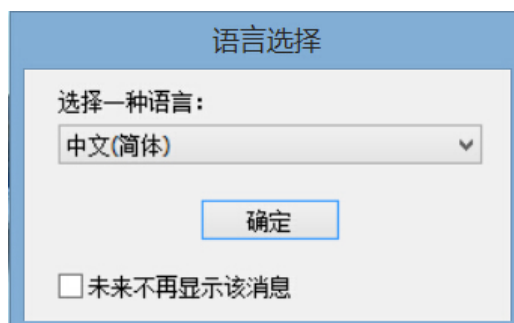 语言选择
选择一种语言：
中文(简体)
确定
未来不再显示该消息